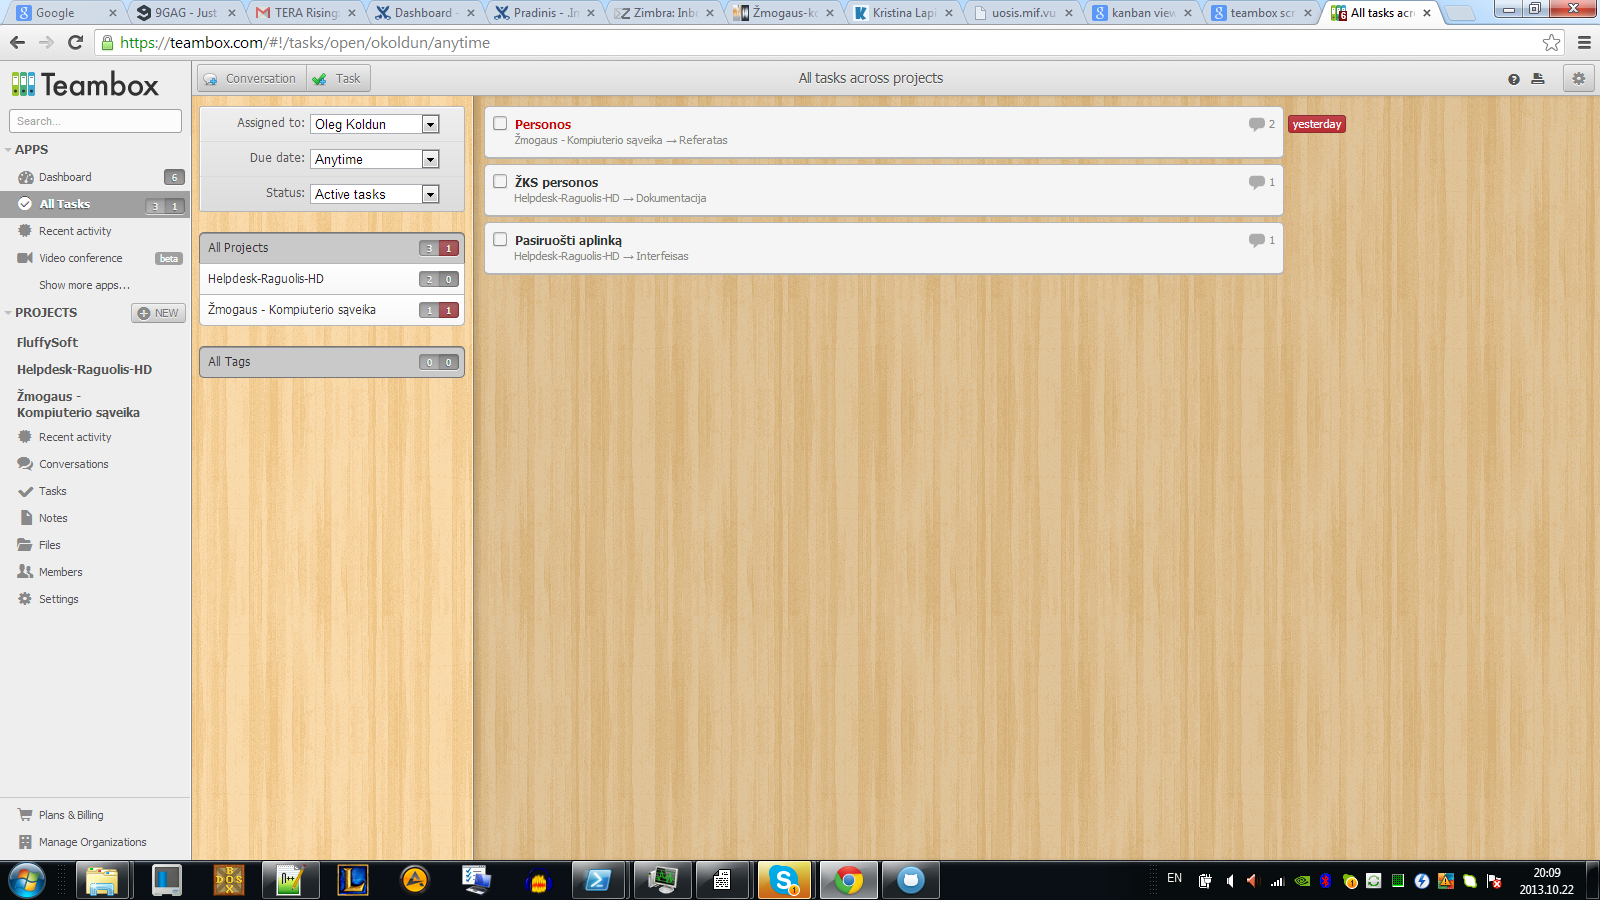 Google
9GAG - Just
TERA Rising
Dashboard -
Pradinis - .In
Zimbra: Inbo
Žmogaus-ko
Kristina Lapi
uosis.mif.vu
kanban view
teambox scr
All tasks acr
https://teambox.com/#!/tasks/open/okoldun/anytime
Teambox
Conversation
Task
All tasks across projects
Search...
APPS
Dashboard 6
All Tasks 3 1
Recent activity
Video conference beta
Show more apps...
PROJECTS NEW
FluffySoft
Helpdesk-Raguolis-HD
Žmogaus -
Kompiuterio sąveika
Recent activity
Conversations
Tasks
Notes
Files
Members
Settings
Plans & Billing
Manage Organizations
Assigned to: Oleg Koldun
Due date: Anytime
Status: Active tasks
All Projects 3 1
Helpdesk-Raguolis-HD 2 0
Žmogaus - Kompiuterio sąveika 1 1
All Tags 0 0
Personos 2 yesterday
Žmogaus - Kompiuterio sąveika → Referatas
ŽKS personos 1
Helpdesk-Raguolis-HD → Dokumentacija
Pasiruošti aplinką 1
Helpdesk-Raguolis-HD → Interfeisas
EN
20:09
2013.10.22